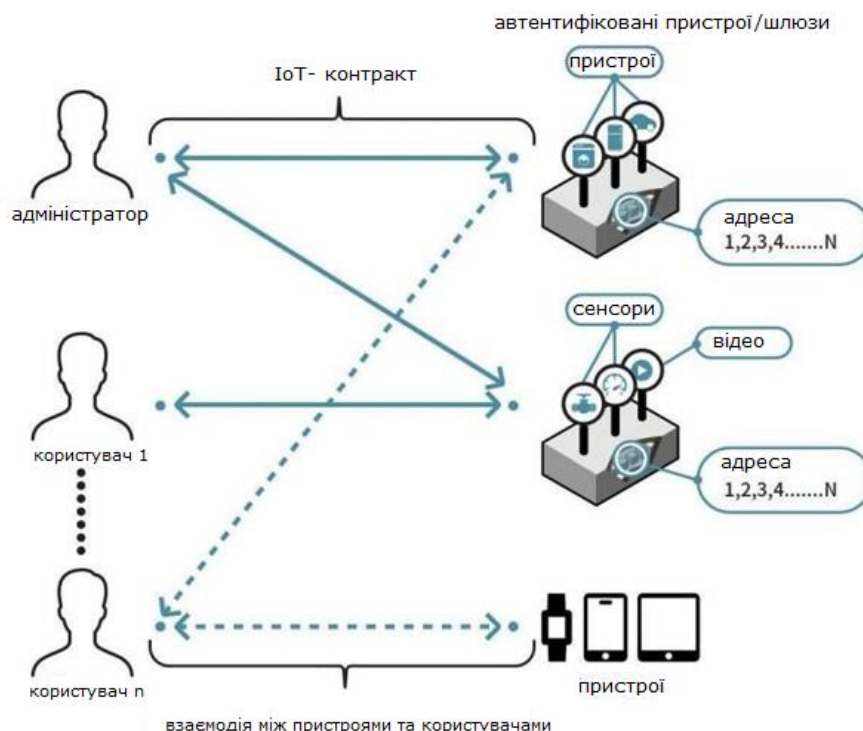 автентифіковані пристрої/шлюзи
IoT- контракт
пристрої
адміністратор
адреса
1,2,3,4.......N
сенсори
відео
користувач 1
адреса
1,2,3,4.......N
користувач n
пристрої
взаємодія між пристроями та користувачами